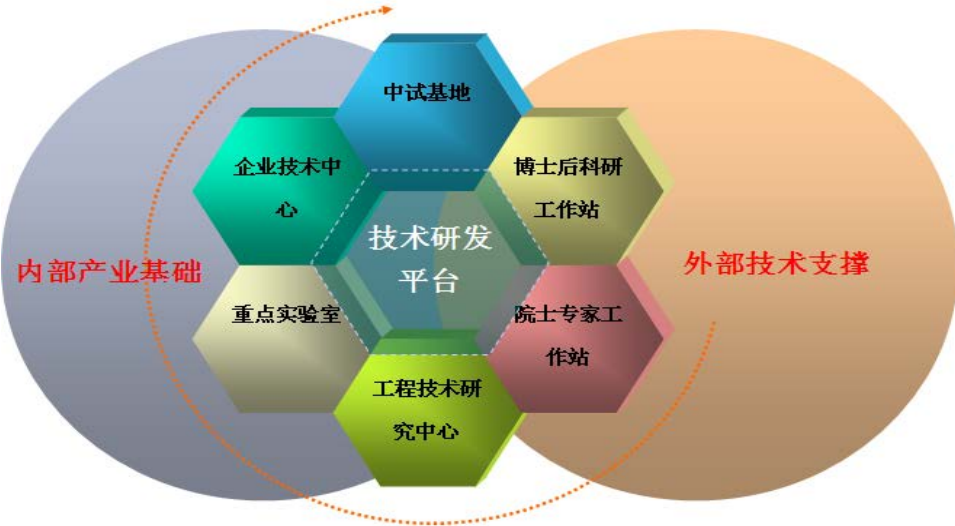 中试基地
企业技术中
心
博士后科研
工作站
技术研发
平台
内部产业基础
外部技术支撑
重点实验室
院士专家工
作站
工程技术研
究中心